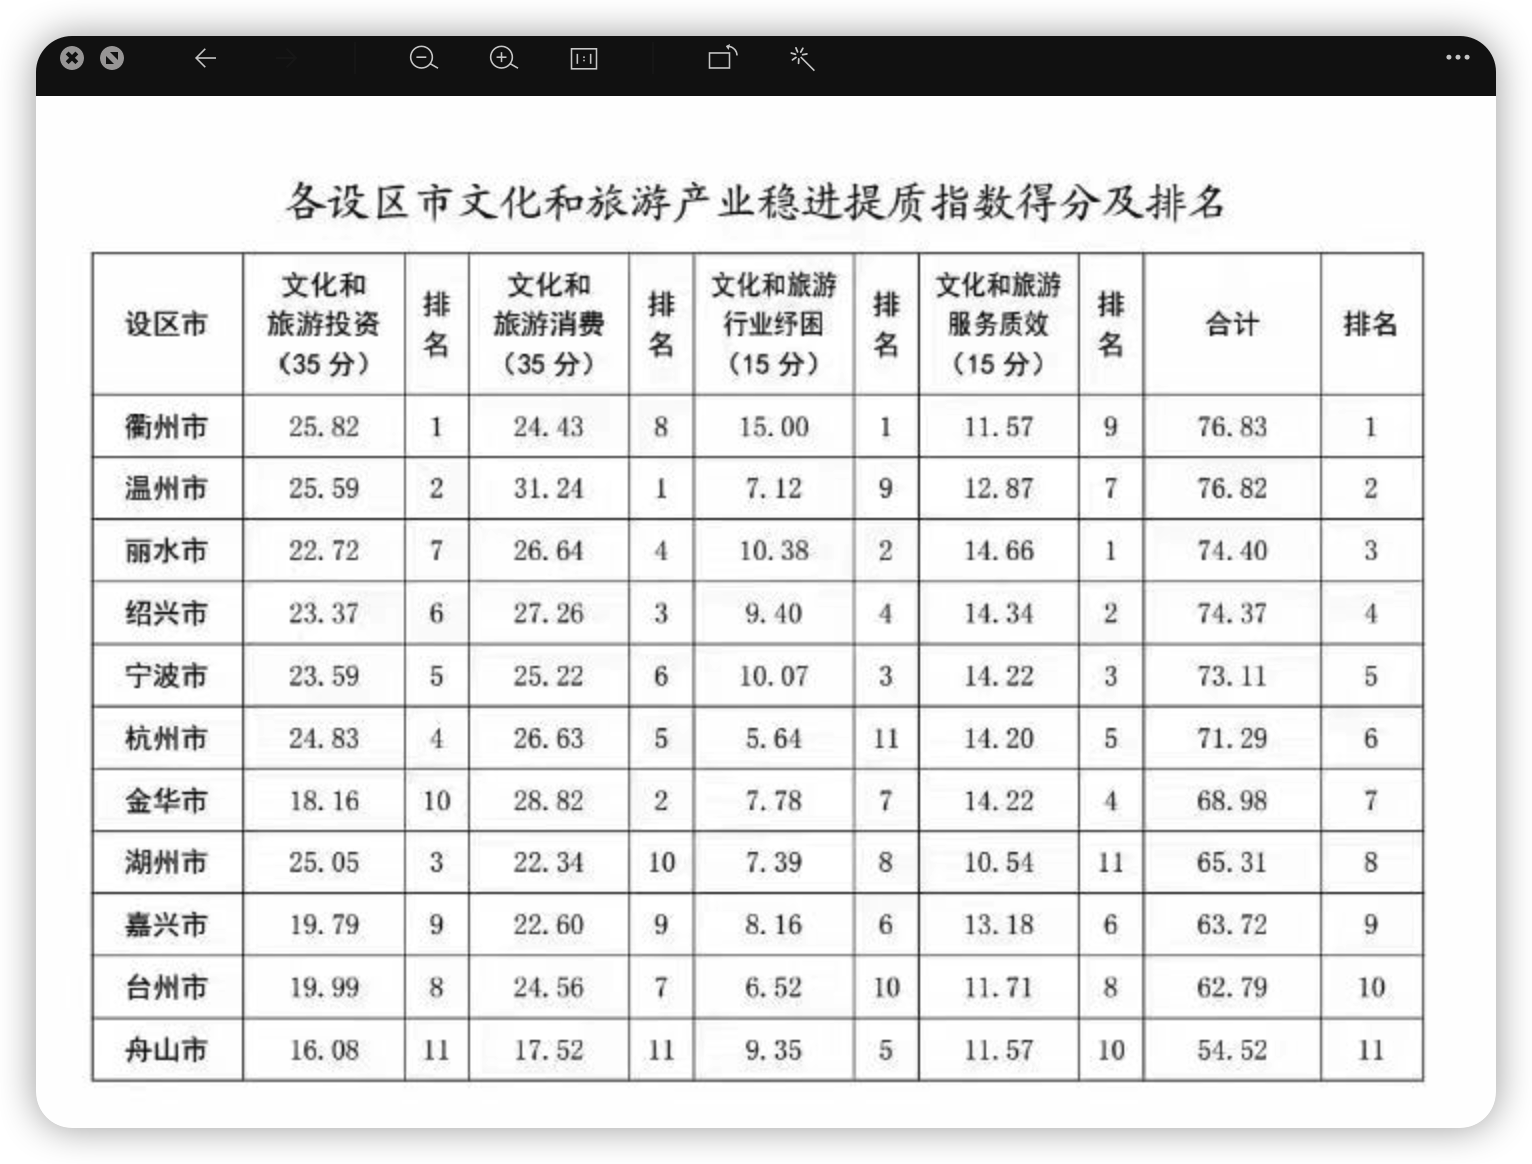 各设区市文化和旅游产业稳进提质指数得分及排名
设区市 文化和旅游投资（35 分） 排名 文化和旅游消费（35 分） 排名 文化和旅游行业纾困（15 分） 排名 文化和旅游服务质效（15 分） 排名 合计 排名
衢州市 25.82 1 24.43 8 15.00 1 11.57 9 76.83 1
温州市 25.59 2 31.24 1 7.12 9 12.87 7 76.82 2
丽水市 22.72 7 26.64 4 10.38 2 14.66 1 74.40 3
绍兴市 23.37 6 27.26 3 9.40 4 14.34 2 74.37 4
宁波市 23.59 5 25.22 6 10.07 3 14.22 3 73.11 5
杭州市 24.83 4 26.63 5 5.64 11 14.20 5 71.29 6
金华市 18.16 10 28.82 2 7.78 7 14.22 4 68.98 7
湖州市 25.05 3 22.34 10 7.39 8 10.54 11 65.31 8
嘉兴市 19.79 9 22.60 9 8.16 6 13.18 6 63.72 9
台州市 19.99 8 24.56 7 6.52 10 11.71 8 62.79 10
舟山市 16.08 11 17.52 11 9.35 5 11.57 10 54.52 11